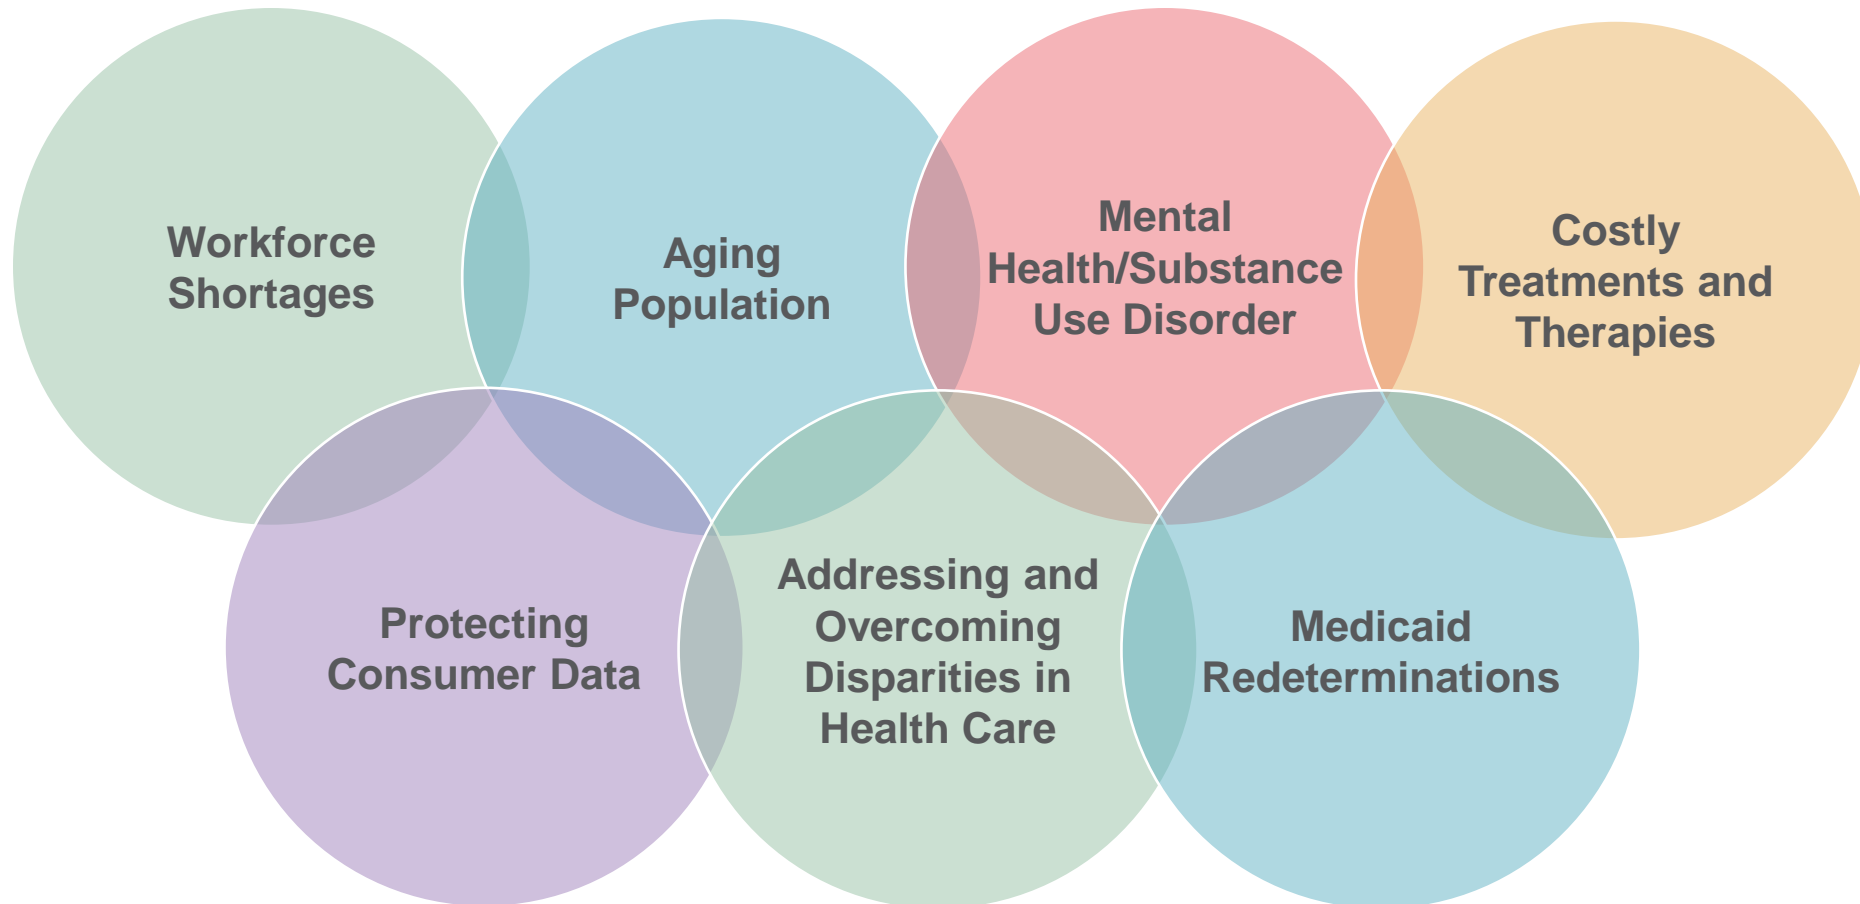 Workforce
Shortages
Aging
Population
Mental
Health/Substance
Use Disorder
Costly
Treatments and
Therapies
Protecting
Consumer Data
Addressing and
Overcoming
Disparities in
Health Care
Medicaid
Redeterminations